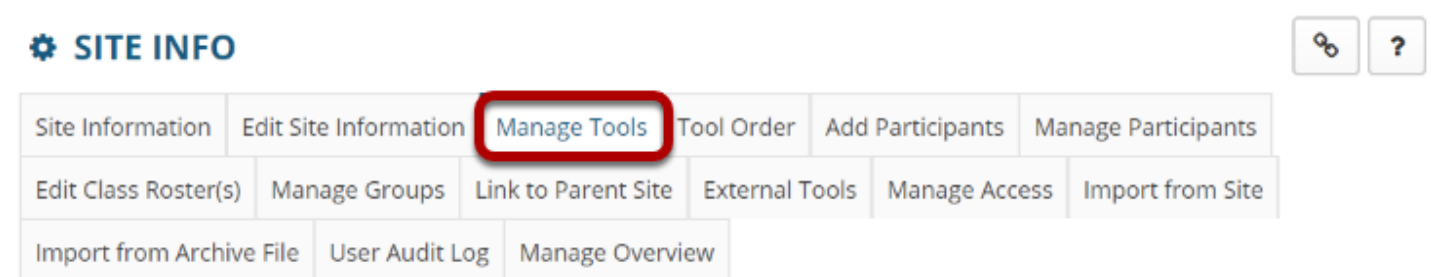 SITE INFO ?
Site Information Edit Site Information Manage Tools Tool Order Add Participants Manage Participants
Edit Class Roster(s) Manage Groups Link to Parent Site External Tools Manage Access Import from Site
Import from Archive File User Audit Log Manage Overview